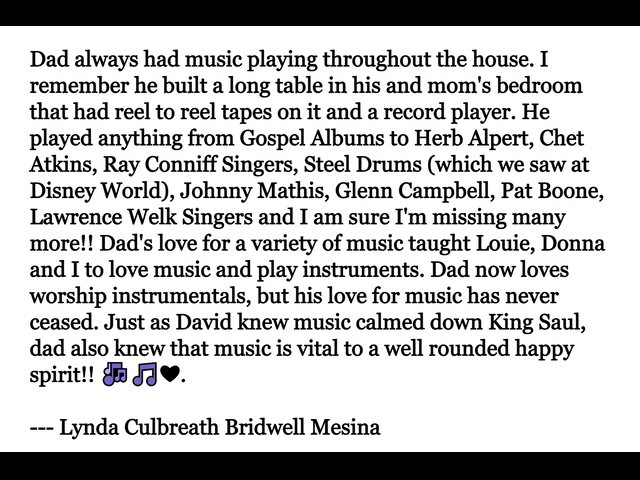 Dad always had music playing throughout the house. I
remember he built a long table in his and mom's bedroom
that had reel to reel tapes on it and a record player. He
played anything from Gospel Albums to Herb Alpert, Chet
Atkins, Ray Conniff Singers, Steel Drums (which we saw at
Disney World), Johnny Mathis, Glenn Campbell, Pat Boone,
Lawrence Welk Singers and I am sure I'm missing many
more!! Dad's love for a variety of music taught Louie, Donna
and I to love music and play instruments. Dad now loves
worship instrumentals, but his love for music has never
ceased. Just as David knew music calmed down King Saul,
dad also knew that music is vital to a well rounded happy
spirit!! 🎶 🎵🖤.
--- Lynda Culbreath Bridwell Mesina